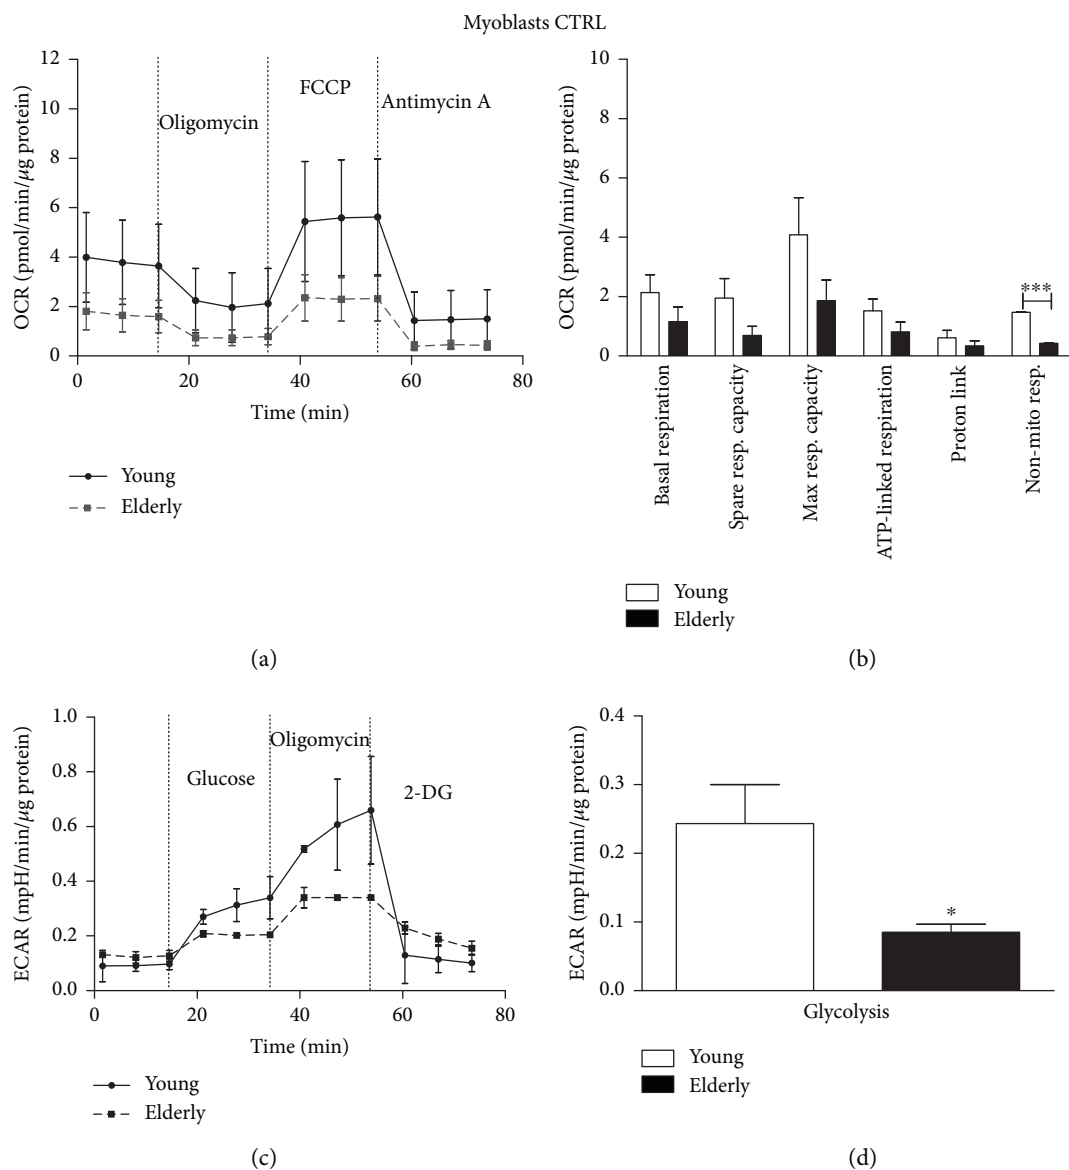 Myoblasts CTRL
OCR (pmol/min/μg protein)
12
10
8
6
4
2
0
Oligomycin
FCCP
Antimycin A
0
20
40
60
80
Time (min)
Young
Elderly
(a)
OCR (pmol/min/μg protein)
10
8
6
4
2
0
***
Basal respiration
Spare resp. capacity
Max resp. capacity
ATP-linked respiration
Proton link
Non-mito resp.
Young
Elderly
(b)
ECAR (mpH/min/μg protein)
1.0
0.8
0.6
0.4
0.2
0.0
Glucose
Oligomycin
2-DG
0
20
40
60
80
Time (min)
Young
Elderly
(c)
ECAR (mpH/min/μg protein)
0.4
0.3
0.2
0.1
0.0
*
Glycolysis
Young
Elderly
(d)